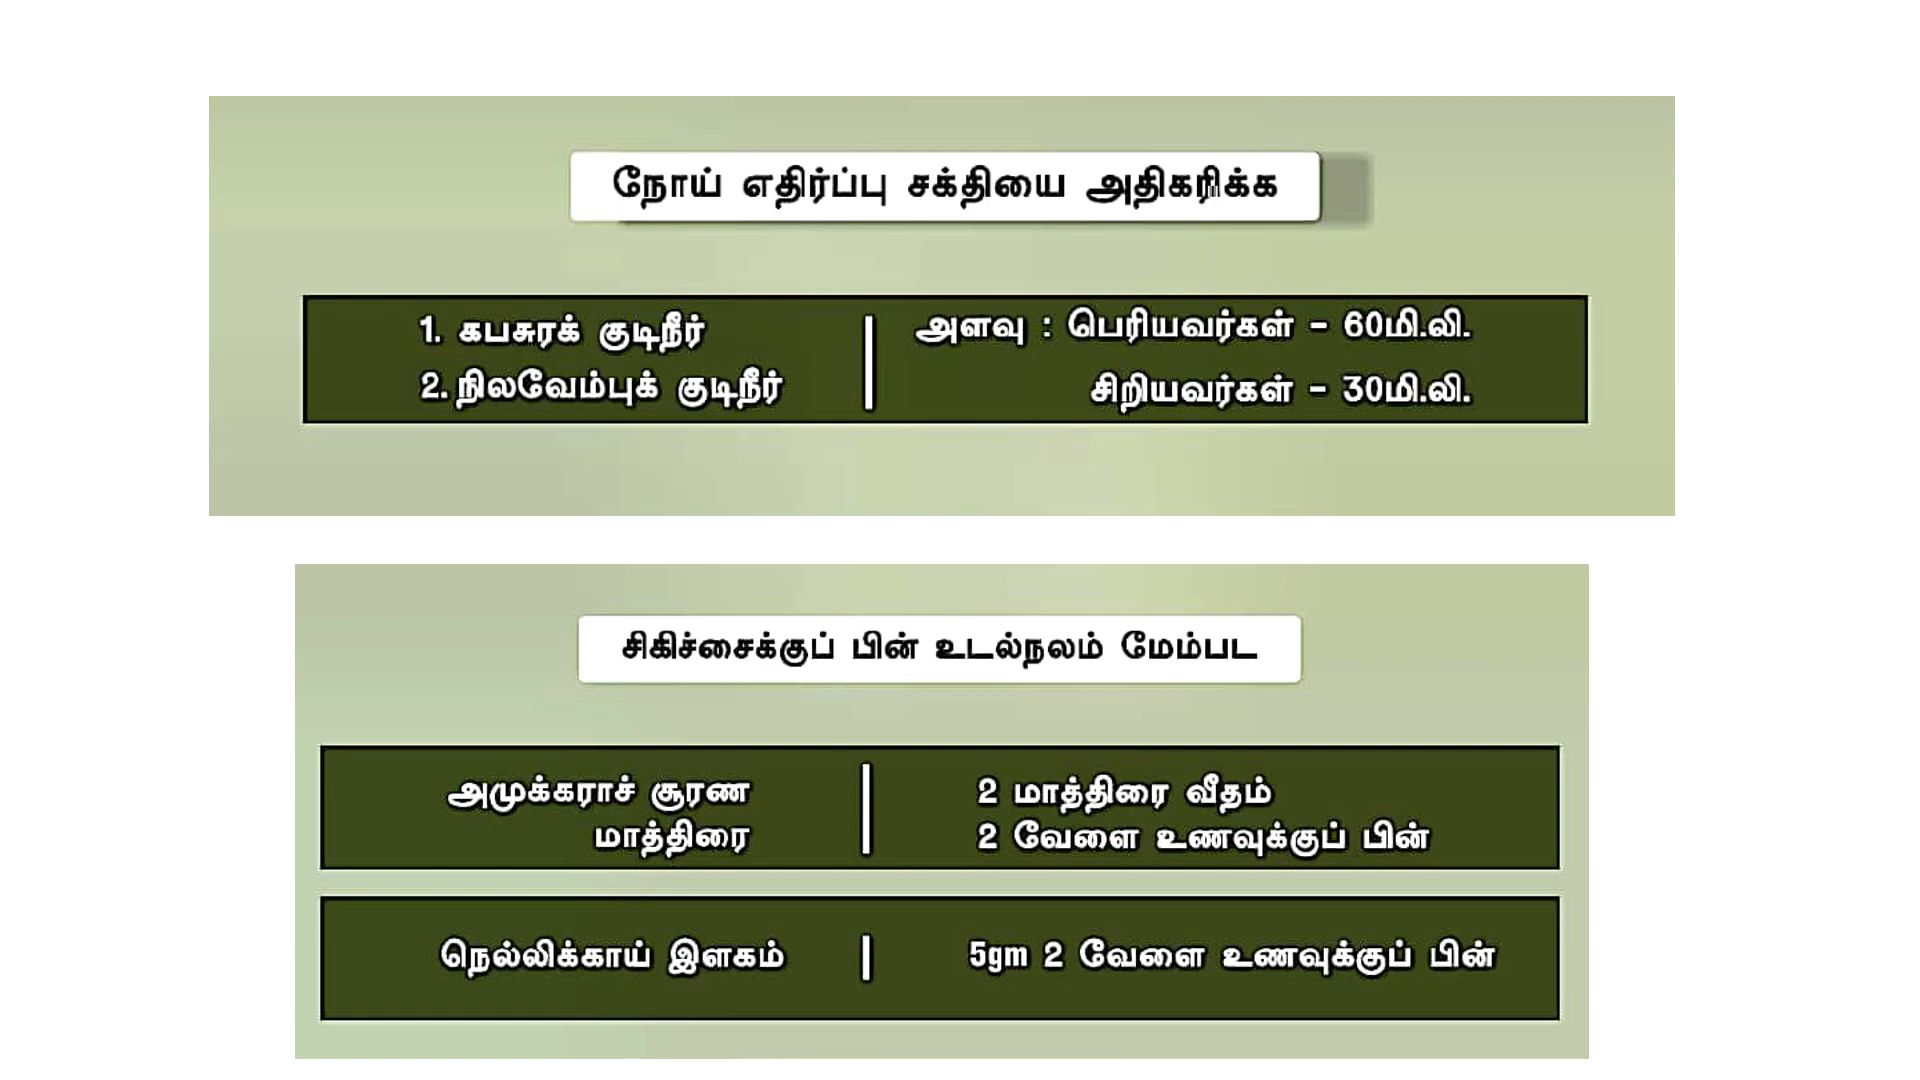 நோய் எதிர்ப்பு சக்தியை அதிகரிக்க
1. கபசுரக் குடிநீர்
2. நிலவேம்புக் குடிநீர்
அளவு : பெரியவர்கள் - 60மி.லி.
சிறியவர்கள் - 30மி.லி.
சிகிச்சைக்குப் பின் உடல்நலம் மேம்பட
அமுக்கராச் சூரண
மாத்திரை
2 மாத்திரை வீதம்
2 வேளை உணவுக்குப் பின்
நெல்லிக்காய் இளகம்
5gm 2 வேளை உணவுக்குப் பின்